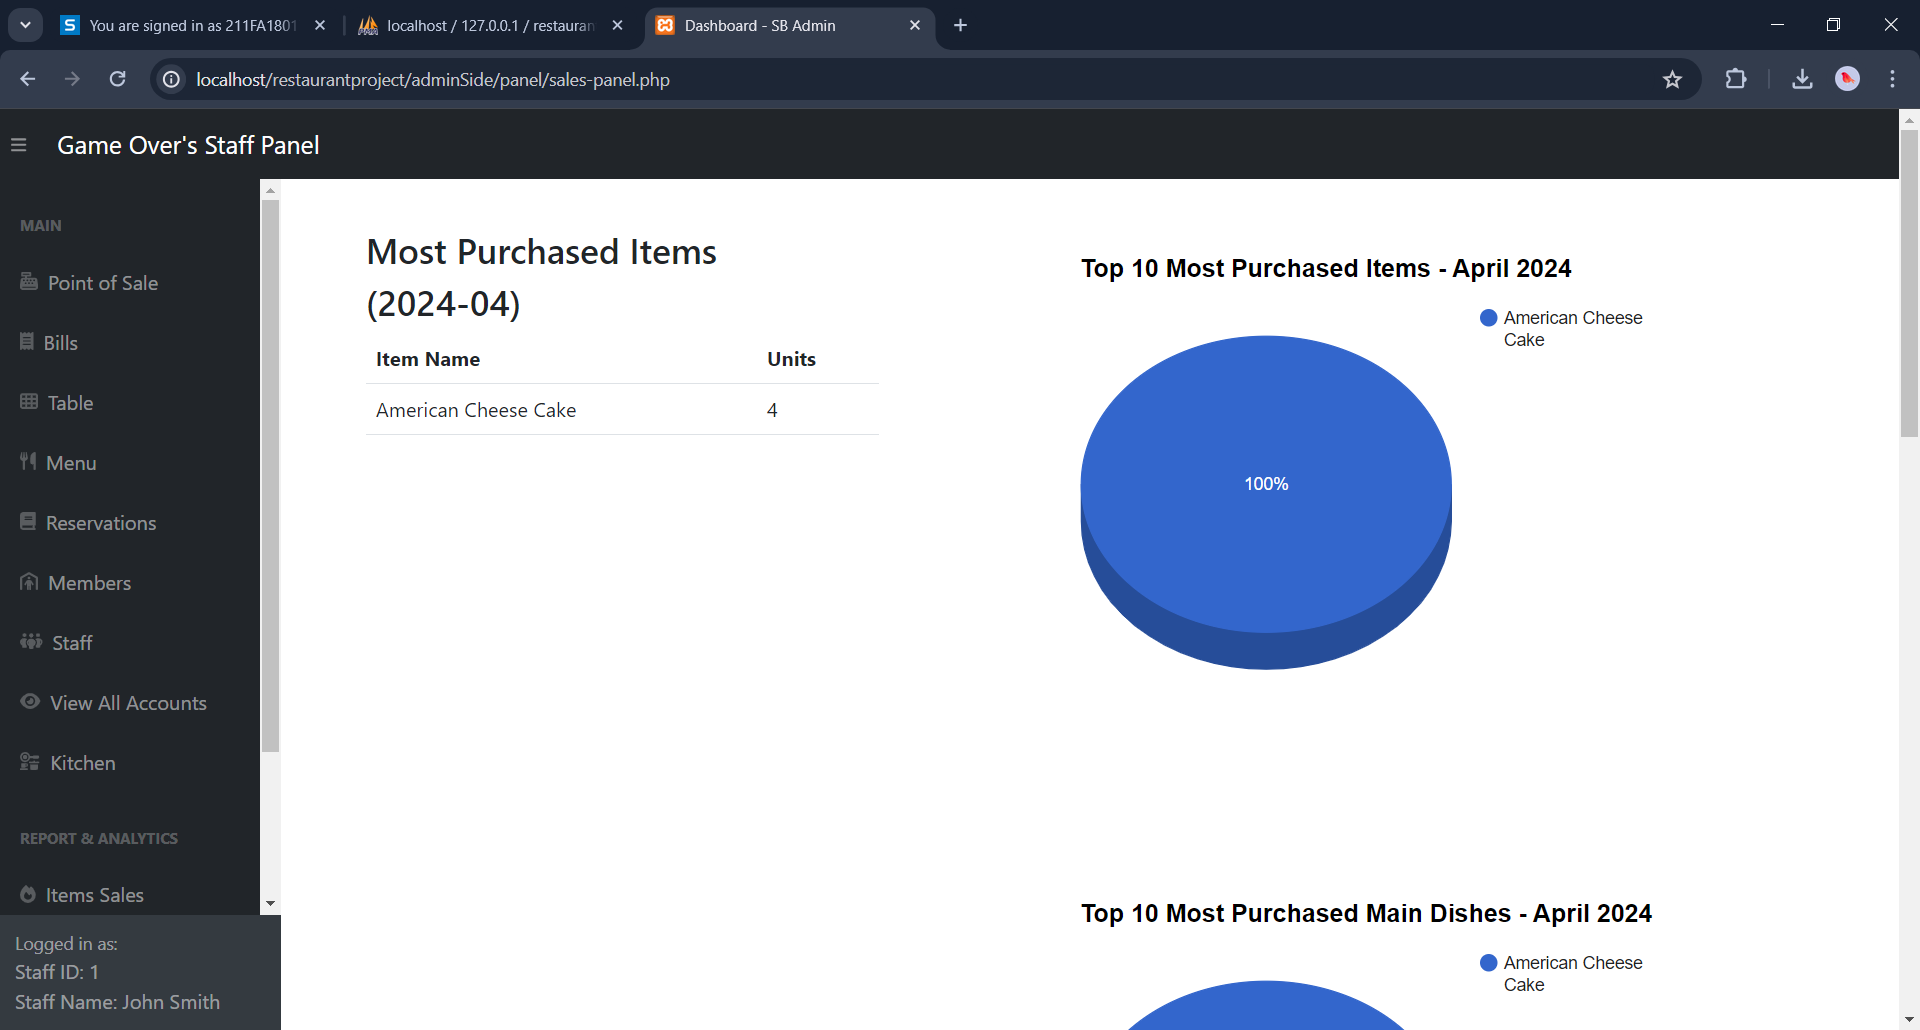 You are signed in as 211FA1801
localhost / 127.0.0.1 / restauran
Dashboard - SB Admin
localhost/restaurantproject/adminSide/panel/sales-panel.php
Game Over's Staff Panel
MAIN
Point of Sale
Bills
Table
Menu
Reservations
Members
Staff
View All Accounts
Kitchen
REPORT & ANALYTICS
Items Sales
Logged in as:
Staff ID: 1
Staff Name: John Smith
Most Purchased Items
(2024-04)
Item Name Units
American Cheese Cake 4
Top 10 Most Purchased Items - April 2024
American Cheese
Cake
100%
Top 10 Most Purchased Main Dishes - April 2024
American Cheese
Cake